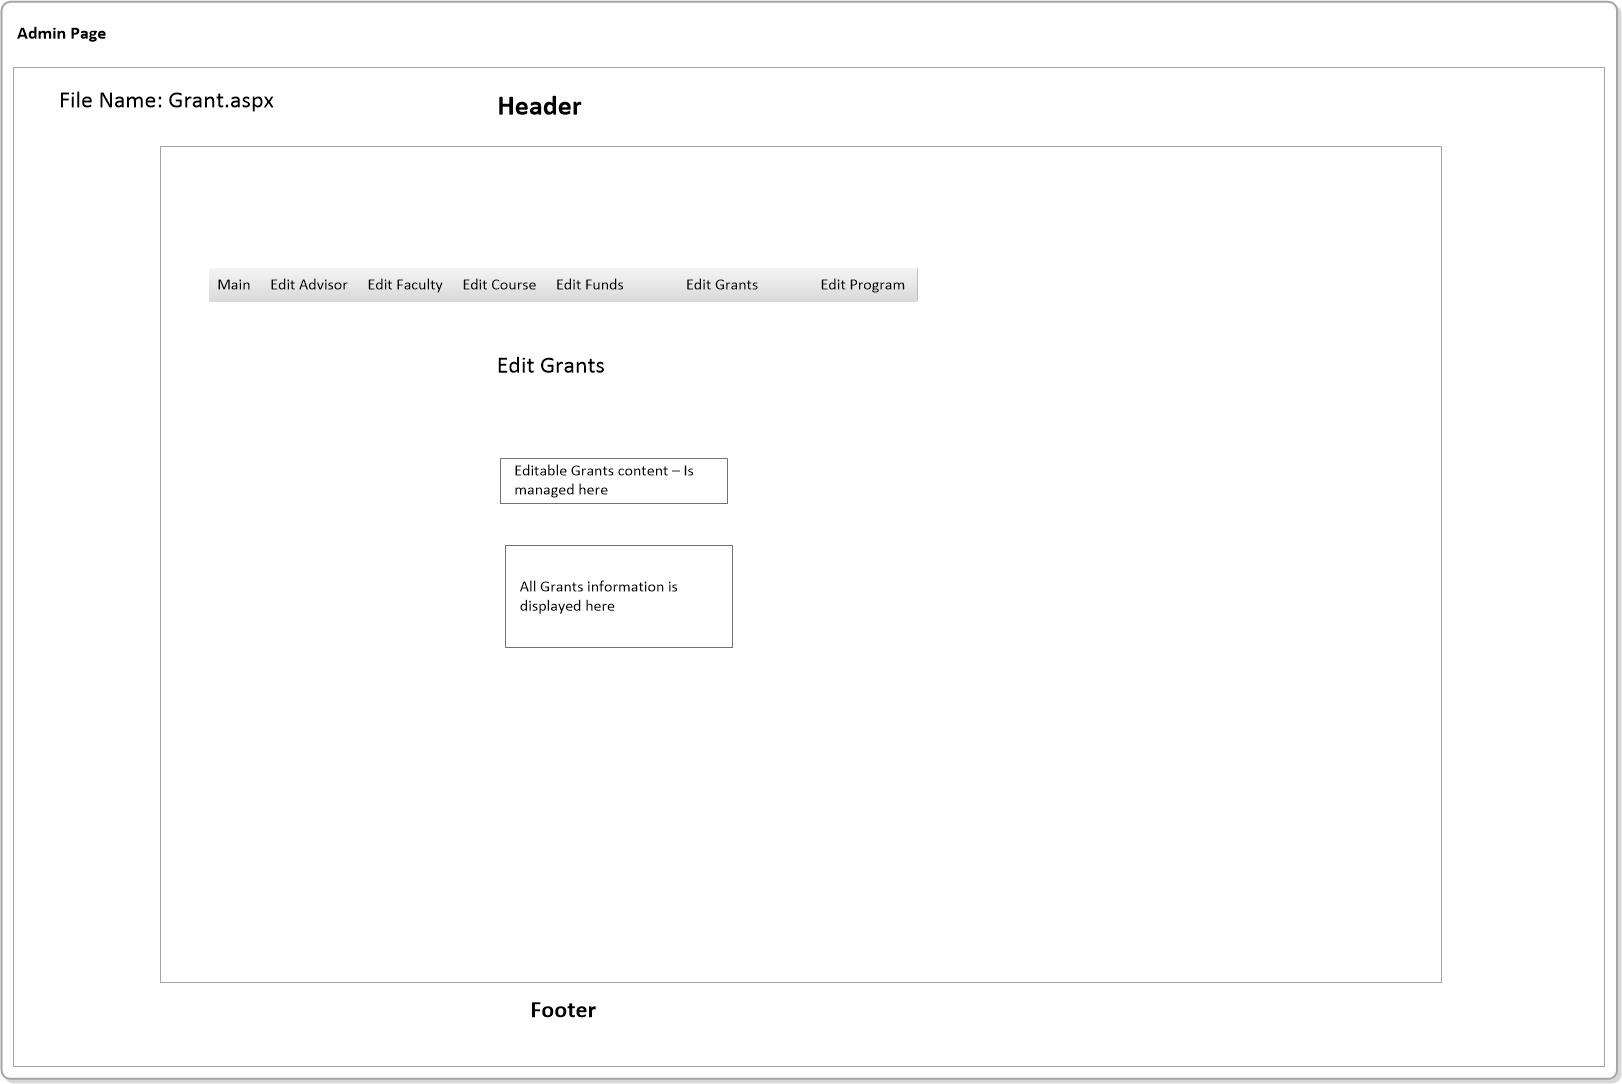 Admin Page
File Name: Grant.aspx
Header
Main Edit Advisor Edit Faculty Edit Course Edit Funds Edit Grants Edit Program
Edit Grants
Editable Grants content – Is
managed here
All Grants information is
displayed here
Footer